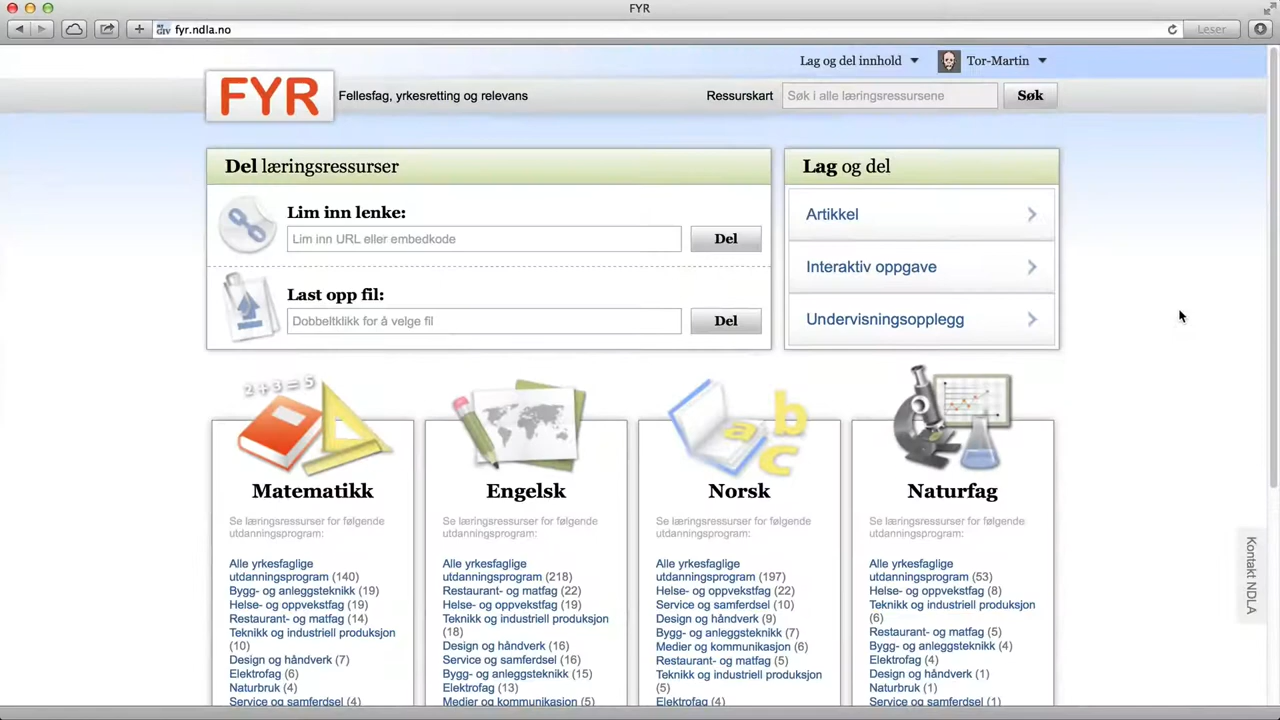 FYR
fyr.ndla.no
Leser
Lag og del innhold
Tor-Martin
FYR
Fellesfag, yrkesretting og relevans
Ressurskart
Søk i alle læringsressursene
Søk
Del læringsressurser
Lim inn lenke:
Lim inn URL eller embedkode
Del
Last opp fil:
Dobbeltklikk for å velge fil
Del
Lag og del
Artikkel
Interaktiv oppgave
Undervisningsopplegg
2+3=5
Matematikk
Se læringsressurser for følgende
utdanningsprogram:
Alle yrkesfaglige
utdanningsprogram (140)
Bygg- og anleggsteknikk (19)
Helse- og oppvekstfag (19)
Restaurant- og matfag (14)
Teknikk og industriell produksjon
(10)
Design og håndverk (7)
Elektrofag (6)
Naturbruk (4)
Service og samferdsel (4)
Engelsk
Se læringsressurser for følgende
utdanningsprogram:
Alle yrkesfaglige
utdanningsprogram (218)
Restaurant- og matfag (22)
Helse- og oppvekstfag (19)
Teknikk og industriell produksjon
(18)
Design og håndverk (16)
Service og samferdsel (16)
Bygg- og anleggsteknikk (15)
Elektrofag (13)
Medier og kommunikasjon (5)
a b c
Norsk
Se læringsressurser for følgende
utdanningsprogram:
Alle yrkesfaglige
utdanningsprogram (197)
Helse- og oppvekstfag (22)
Service og samferdsel (10)
Design og håndverk (9)
Bygg- og anleggsteknikk (7)
Medier og kommunikasjon (6)
Restaurant- og matfag (5)
Teknikk og industriell produksjon
(5)
Elektrofag (4)
Naturfag
Se læringsressurser for følgende
utdanningsprogram:
Alle yrkesfaglige
utdanningsprogram (53)
Helse- og oppvekstfag (8)
Teknikk og industriell produksjon
(6)
Restaurant- og matfag (5)
Bygg- og anleggsteknikk (4)
Elektrofag (4)
Design og håndverk (1)
Naturbruk (1)
Service og samferdsel (1)
Kontakt NDLA